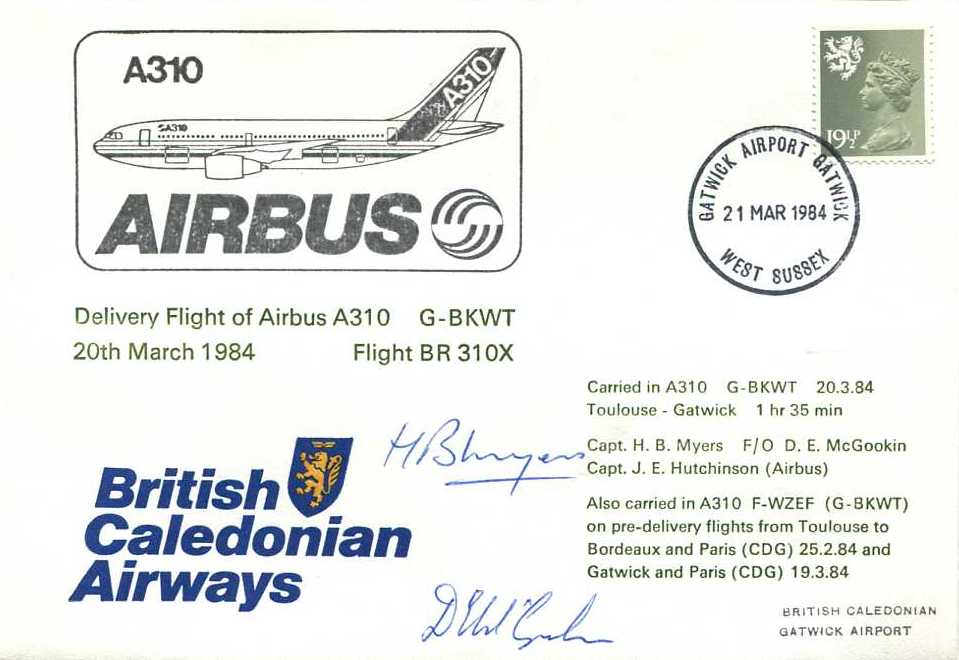 A310
SA310
A310
AIRBUS
19½P
GATWICK AIRPORT GATWICK
21 MAR 1984
WEST SUSSEX
Delivery Flight of Airbus A310 G-BKWT
20th March 1984 Flight BR 310X
Carried in A310 G-BKWT 20.3.84
Toulouse - Gatwick 1 hr 35 min
Capt. H. B. Myers F/O D. E. McGookin
Capt. J. E. Hutchinson (Airbus)
HBMyers
Also carried in A310 F-WZEF (G-BKWT)
on pre-delivery flights from Toulouse to
Bordeaux and Paris (CDG) 25.2.84 and
Gatwick and Paris (CDG) 19.3.84
British
Caledonian
Airways
BRITISH CALEDONIAN
GATWICK AIRPORT